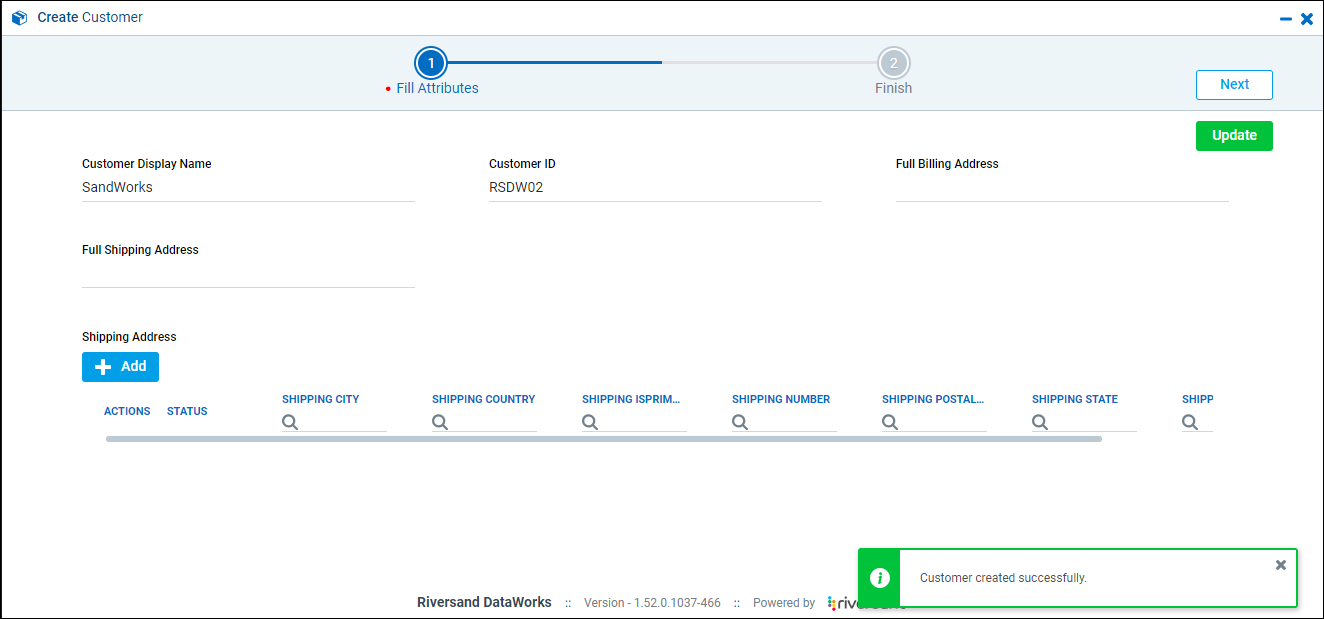 Create Customer
1
2
Fill Attributes
Finish
Next
Update
Customer Display Name
Customer ID
Full Billing Address
SandWorks
RSDW02
Full Shipping Address
Shipping Address
Add
ACTIONS
STATUS
SHIPPING CITY
SHIPPING COUNTRY
SHIPPING ISPRIM...
SHIPPING NUMBER
SHIPPING POSTAL...
SHIPPING STATE
SHIPP
Customer created successfully.
Riversand DataWorks :: Version - 1.52.0.1037-466 :: Powered by